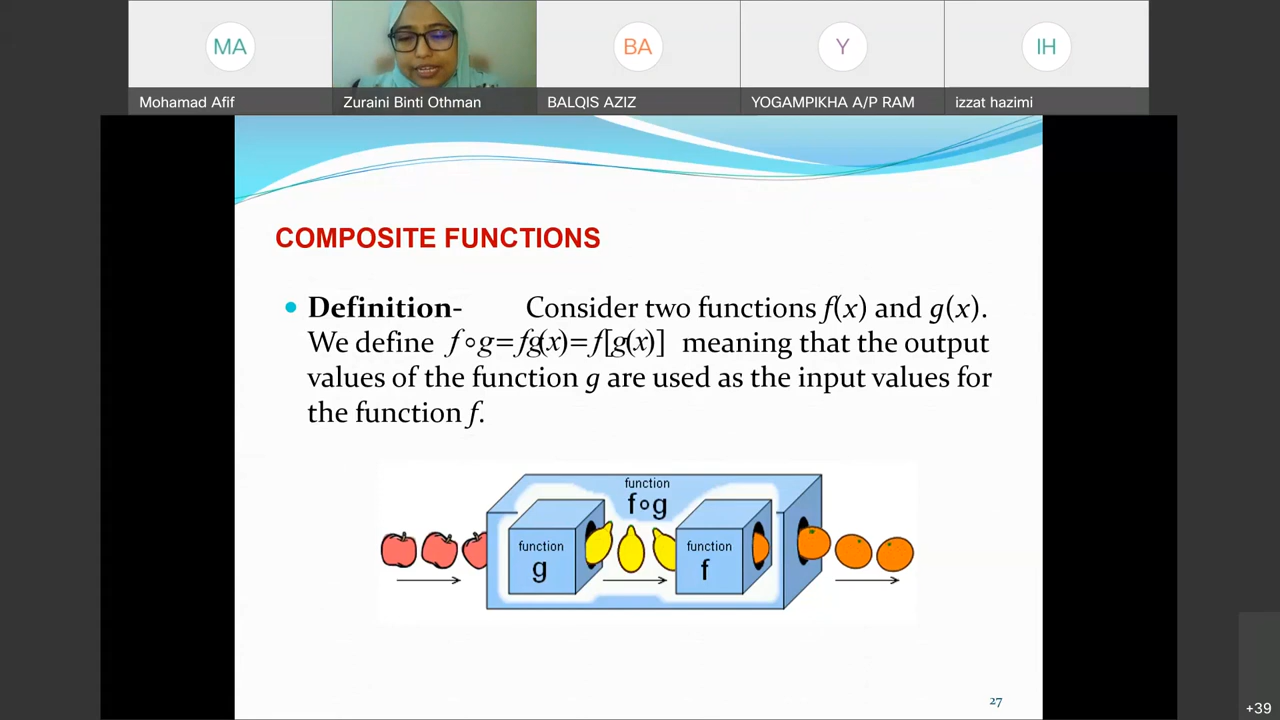 MA
BA
Y
IH
Mohamad Afif
Zuraini Binti Othman
BALQIS AZIZ
YOGAMPIKHA A/P RAM
izzat hazimi
COMPOSITE FUNCTIONS
• Definition- Consider two functions f(x) and g(x).
We define f∘g=fg(x)=f[g(x)] meaning that the output
values of the function g are used as the input values for
the function f.
function
f∘g
function
g
function
f
27
+39